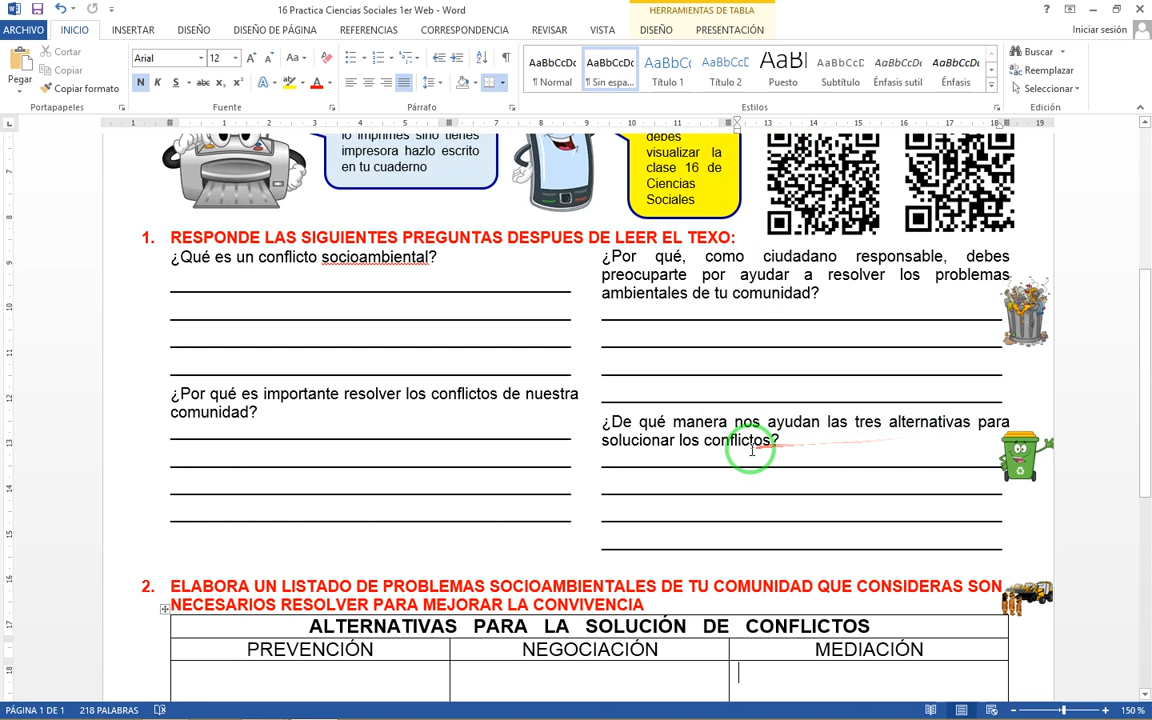 16 Practica Ciencias Sociales 1er Web - Word
HERRAMIENTAS DE TABLA
ARCHIVO INICIO INSERTAR DISEÑO DISEÑO DE PÁGINA REFERENCIAS CORRESPONDENCIA REVISAR VISTA DISEÑO PRESENTACIÓN Iniciar sesión
Pegar
Cortar
Copiar
Copiar formato
Portapapeles
Arial 12
Fuente
Párrafo
AaBbCcDc AaBbCcDc AaBbCc AaBbCcD AaBbI AaBbCcD AaBbCcDc AaBbCcDc
¶ Normal ¶ Sin espa... Título 1 Título 2 Puesto Subtítulo Énfasis sutil Énfasis
Estilos
Buscar
Reemplazar
Seleccionar
Edición
lo imprimes sino tienes
impresora hazlo escrito
en tu cuaderno
debes
visualizar la
clase 16 de
Ciencias
Sociales
1. RESPONDE LAS SIGUIENTES PREGUNTAS DESPUES DE LEER EL TEXO:
¿Qué es un conflicto socioambiental?
¿Por qué es importante resolver los conflictos de nuestra
comunidad?
¿Por qué, como ciudadano responsable, debes
preocuparte por ayudar a resolver los problemas
ambientales de tu comunidad?
¿De qué manera nos ayudan las tres alternativas para
solucionar los conflictos?
2. ELABORA UN LISTADO DE PROBLEMAS SOCIOAMBIENTALES DE TU COMUNIDAD QUE CONSIDERAS SON
NECESARIOS RESOLVER PARA MEJORAR LA CONVIVENCIA
ALTERNATIVAS PARA LA SOLUCIÓN DE CONFLICTOS
PREVENCIÓN NEGOCIACIÓN MEDIACIÓN
PÁGINA 1 DE 1 218 PALABRAS 150 %